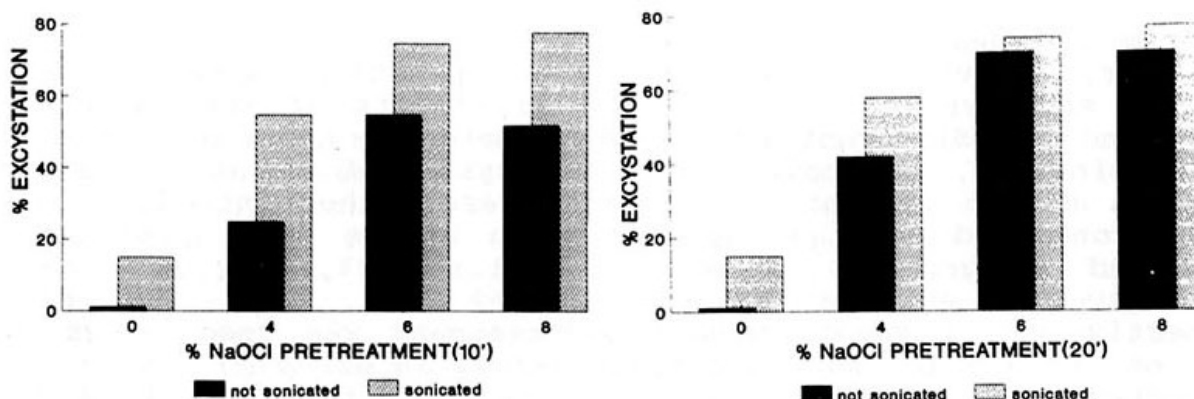 80
60
40
20
0
% EXCYSTATION
0 4 6 8
% NaOCl PRETREATMENT(10')
not sonicated sonicated
80
60
40
20
0
% EXCYSTATION
0 4 6 8
% NaOCl PRETREATMENT(20')
not sonicated sonicated